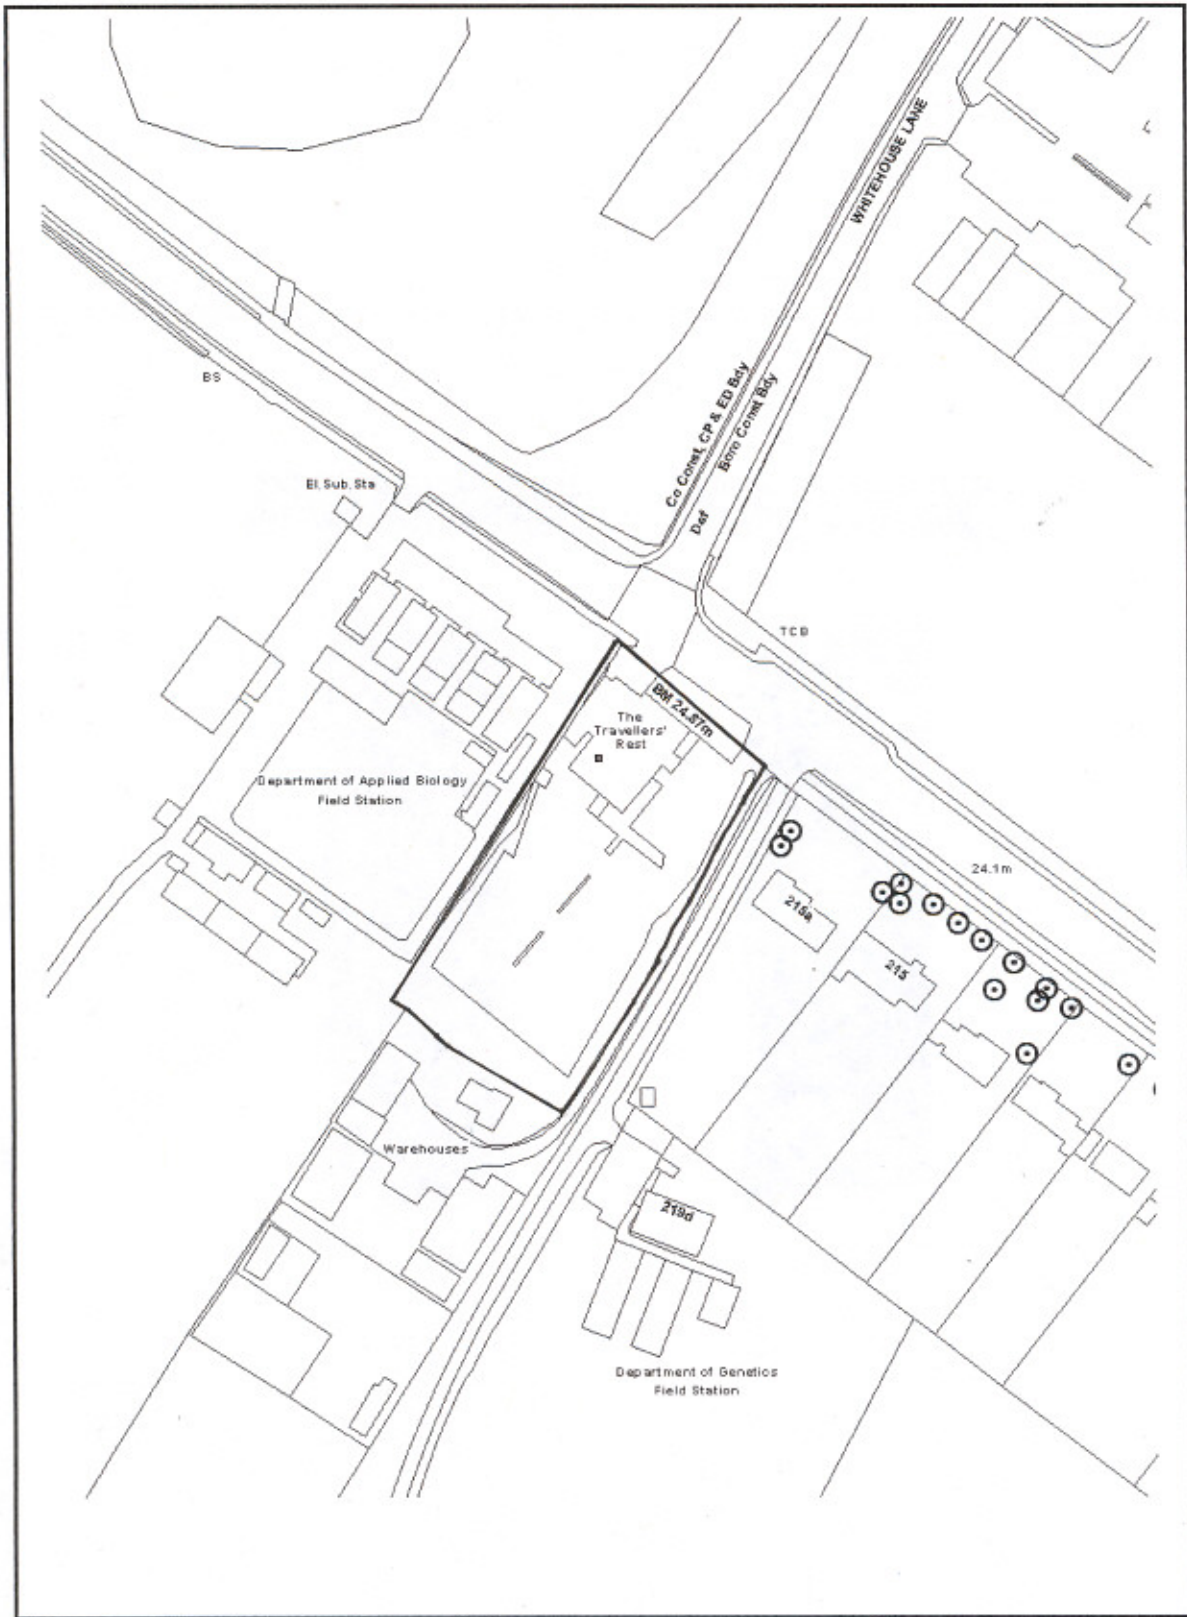 WHITEHOUSE LANE
Co Const, CP & ED Bdy
Boro Const Bdy
Def
BS
El. Sub. Sta
TCB
BM 24.87m
The
Travellers'
Rest
Department of Applied Biology
Field Station
24.1m
215a
215
Warehouses
219d
Department of Genetics
Field Station